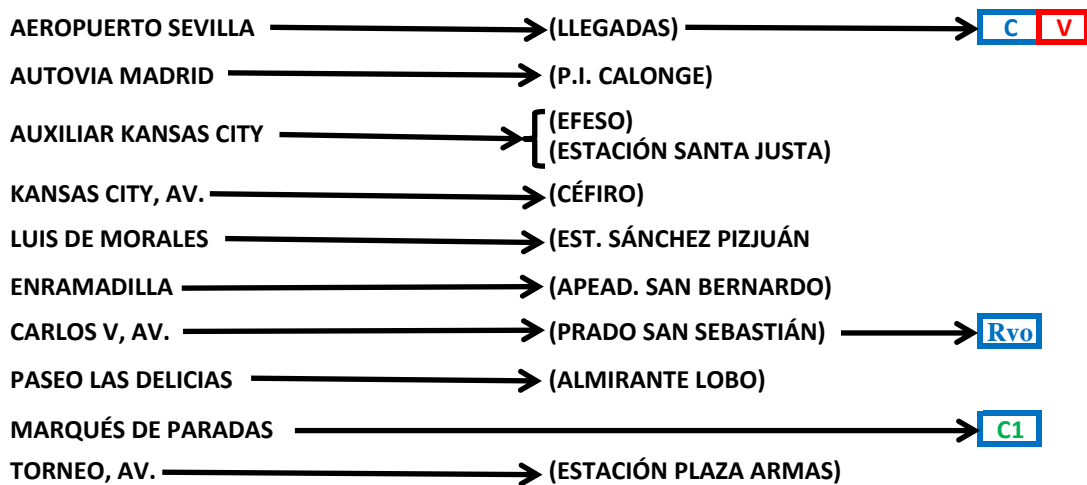 AEROPUERTO SEVILLA (LLEGADAS) C V
AUTOVIA MADRID (P.I. CALONGE)
AUXILIAR KANSAS CITY (EFESO)
(ESTACIÓN SANTA JUSTA)
KANSAS CITY, AV. (CÉFIRO)
LUIS DE MORALES (EST. SÁNCHEZ PIZJUÁN
ENRAMADILLA (APEAD. SAN BERNARDO)
CARLOS V, AV. (PRADO SAN SEBASTIÁN) Rvo
PASEO LAS DELICIAS (ALMIRANTE LOBO)
MARQUÉS DE PARADAS C1
TORNEO, AV. (ESTACIÓN PLAZA ARMAS)